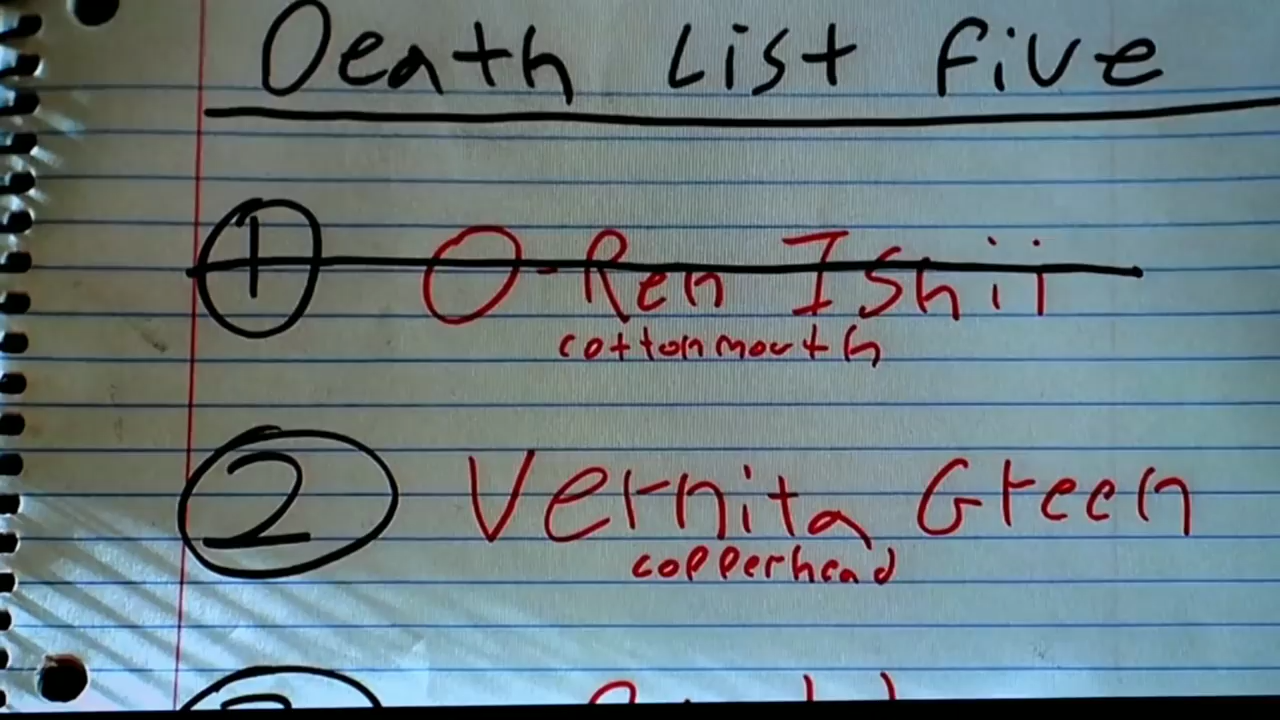 Death List Five
1 O-Ren Ishii
cottonmouth
2 Vernita Green
copperhead